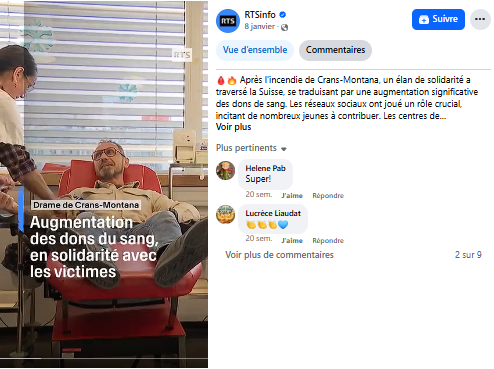 RTS
Drame de Crans-Montana
Augmentation
des dons du sang,
en solidarité avec
les victimes
RTS
RTSinfo
8 janvier ·
Suivre
Vue d'ensemble
Commentaires
🩸🔥 Après l'incendie de Crans-Montana, un élan de solidarité a
traversé la Suisse, se traduisant par une augmentation significative
des dons de sang. Les réseaux sociaux ont joué un rôle crucial,
incitant de nombreux jeunes à contribuer. Les centres de...
Voir plus
Plus pertinents
Helene Pab
Super!
20 sem. J'aime Répondre
Lucrèce Liaudat
👏👏👏💙
20 sem. J'aime Répondre
Voir plus de commentaires 2 sur 9